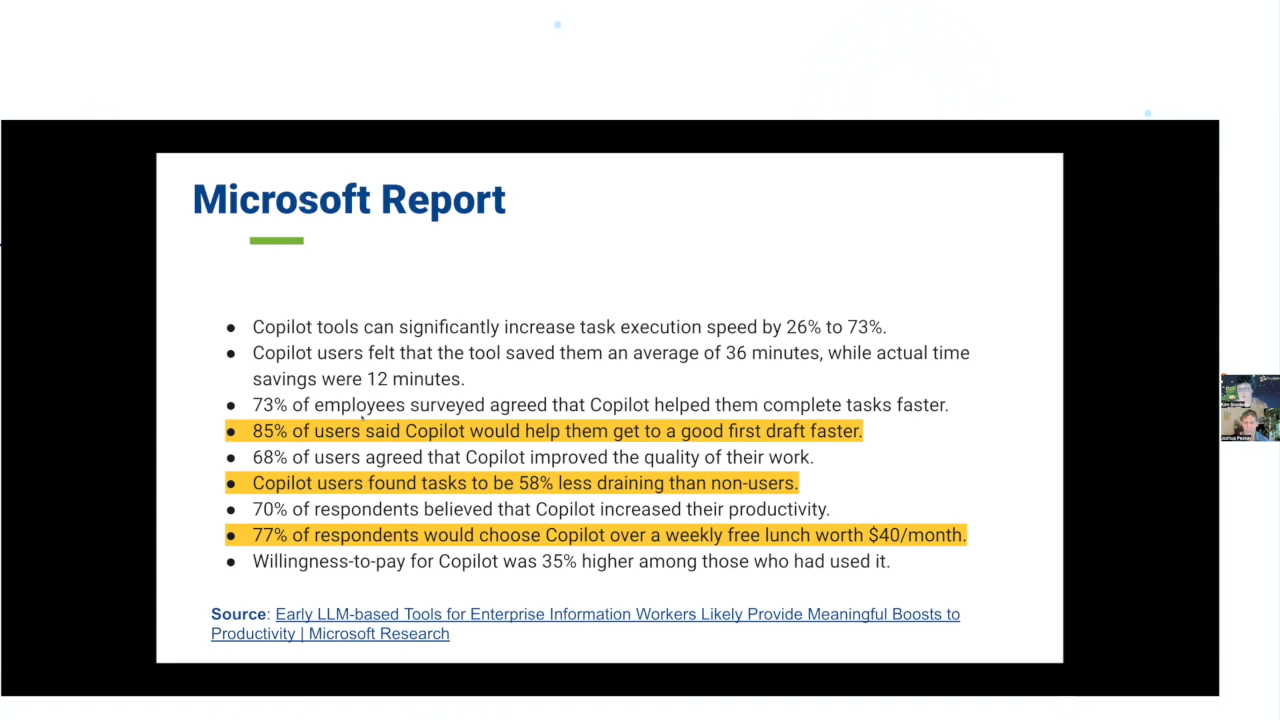 Microsoft Report
● Copilot tools can significantly increase task execution speed by 26% to 73%.
● Copilot users felt that the tool saved them an average of 36 minutes, while actual time
savings were 12 minutes.
● 73% of employees surveyed agreed that Copilot helped them complete tasks faster.
● 85% of users said Copilot would help them get to a good first draft faster.
● 68% of users agreed that Copilot improved the quality of their work.
● Copilot users found tasks to be 58% less draining than non-users.
● 70% of respondents believed that Copilot increased their productivity.
● 77% of respondents would choose Copilot over a weekly free lunch worth $40/month.
● Willingness-to-pay for Copilot was 35% higher among those who had used it.
Source: Early LLM-based Tools for Enterprise Information Workers Likely Provide Meaningful Boosts to
Productivity | Microsoft Research